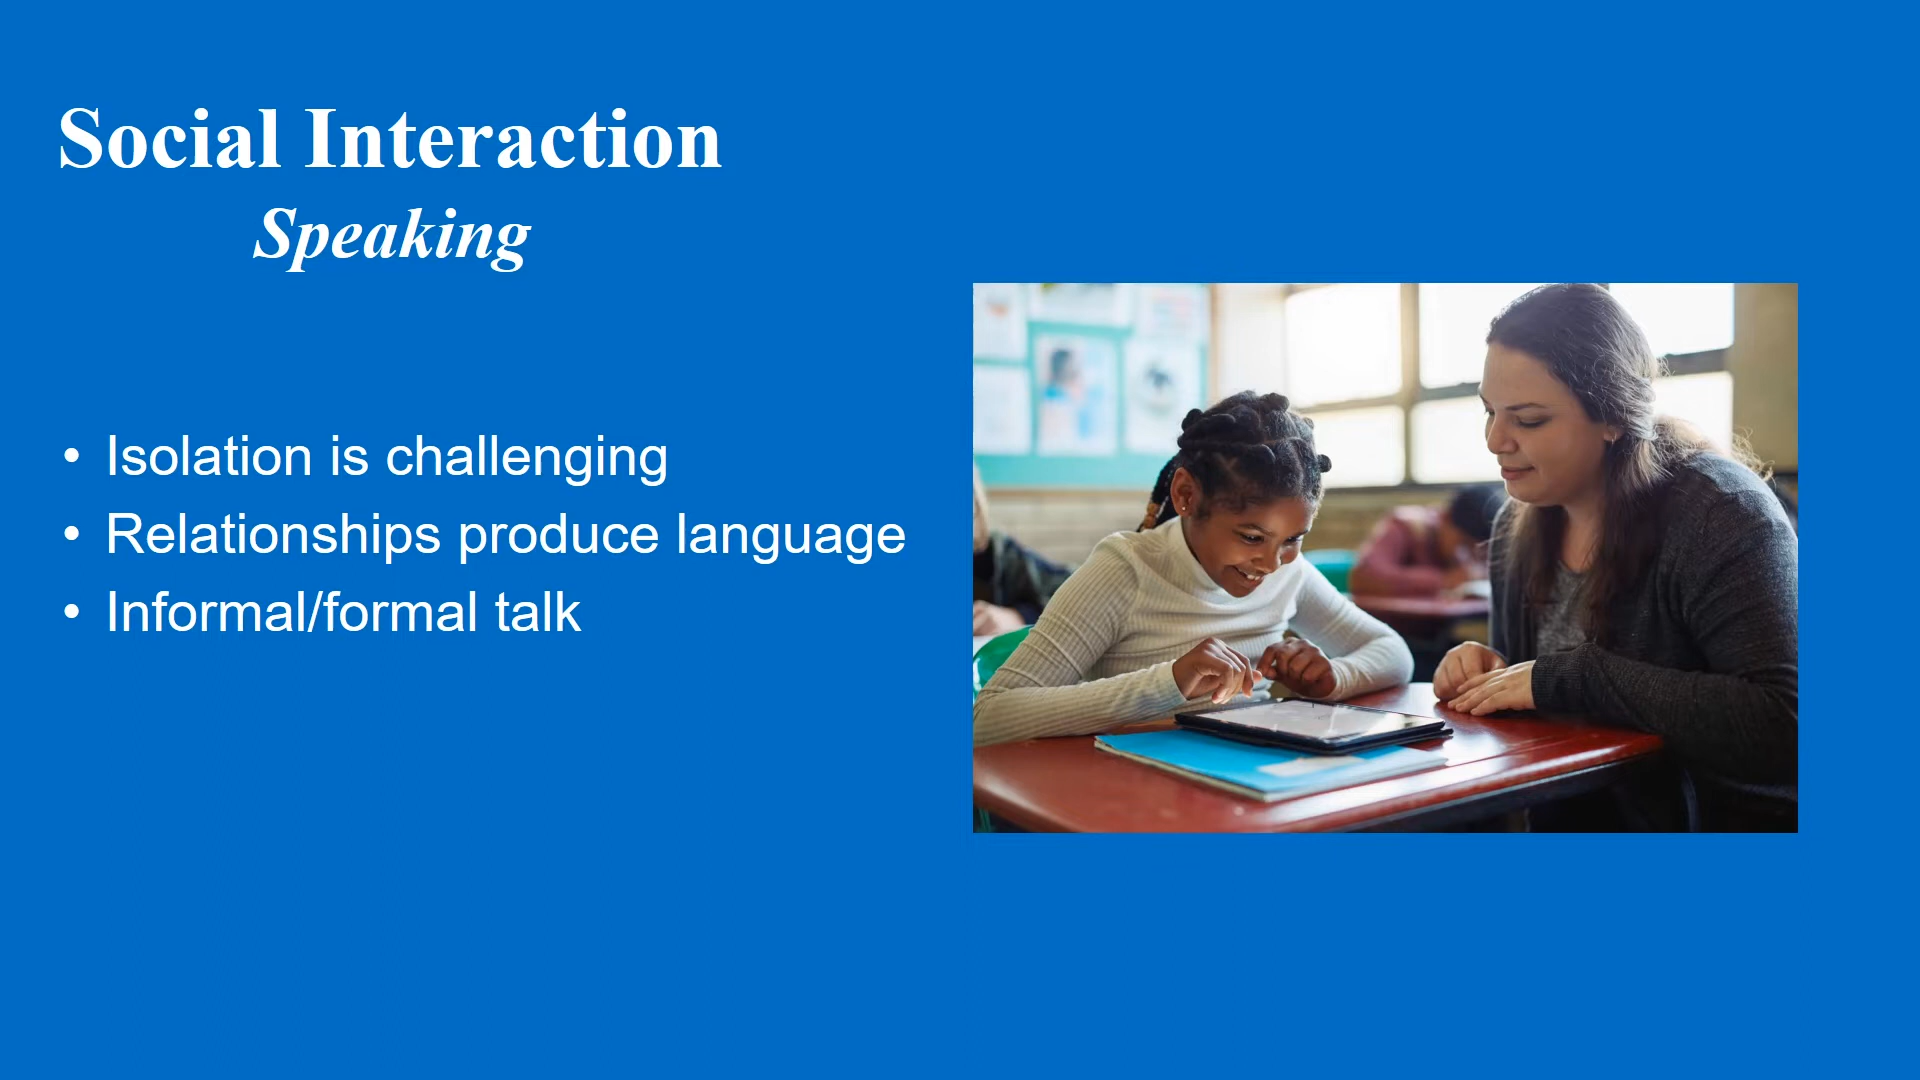 Social Interaction
Speaking
• Isolation is challenging
• Relationships produce language
• Informal/formal talk